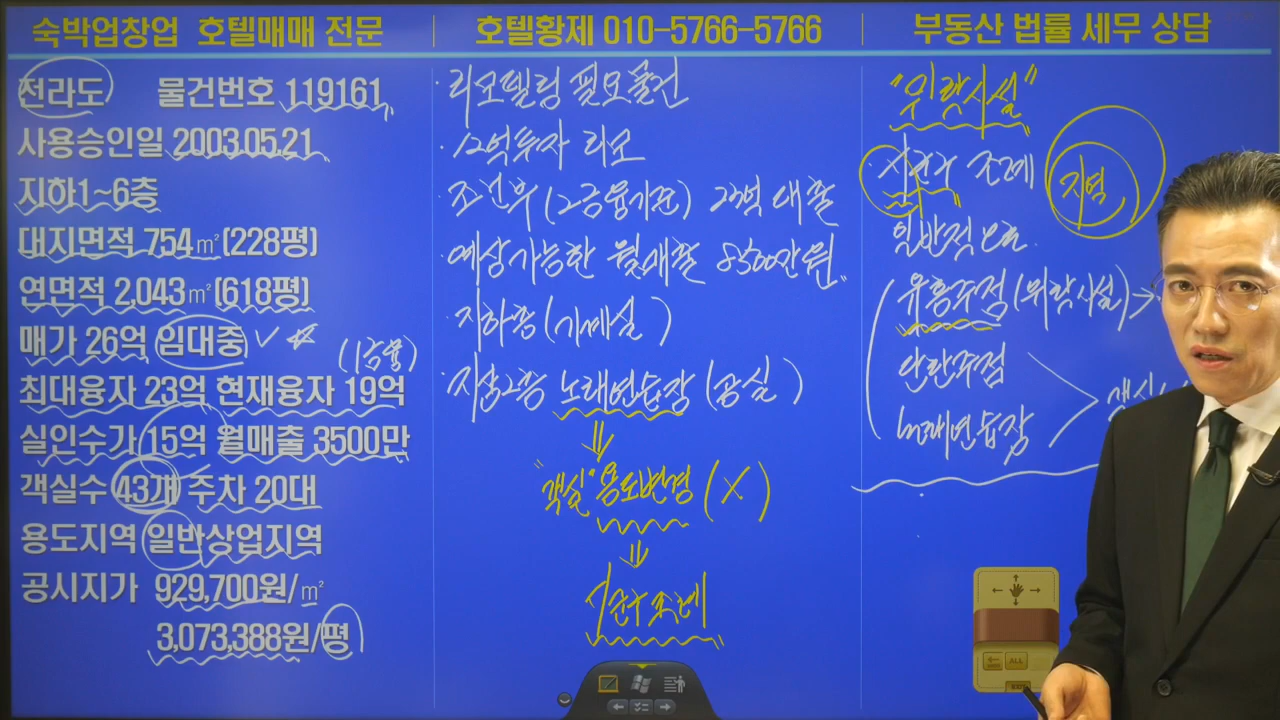 숙박업창업 호텔매매 전문
호텔황제 010-5766-5766
부동산 법률 세무 상담
전라도 물건번호 119161
사용승인일 2003.05.21
지하1~6층
대지면적 754㎡(228평)
연면적 2,043㎡(618평)
매가 26억 임대중
(1금융)
최대융자 23억 현재융자 19억
실인수가 15억 월매출 3500만
객실수 43개 주차 20대
용도지역 일반상업지역
공시지가 929,700원/㎡
3,073,388원/평
· 리모델링 필요물건
· 12억투자 리모
조건부 (2금융기준) 23억 대출
· 예상가능한 월매출 8500만원
· 지하층 (기계실)
· 지상2층 노래연습장 (공실)
"객실" 용도변경 (X)
시군구 조례
"위락시설"
· 시군구 조례
지역
일반적으로
유흥주점 (위락시설)
단란주점
노래연습장
객실
ALL
EXIT